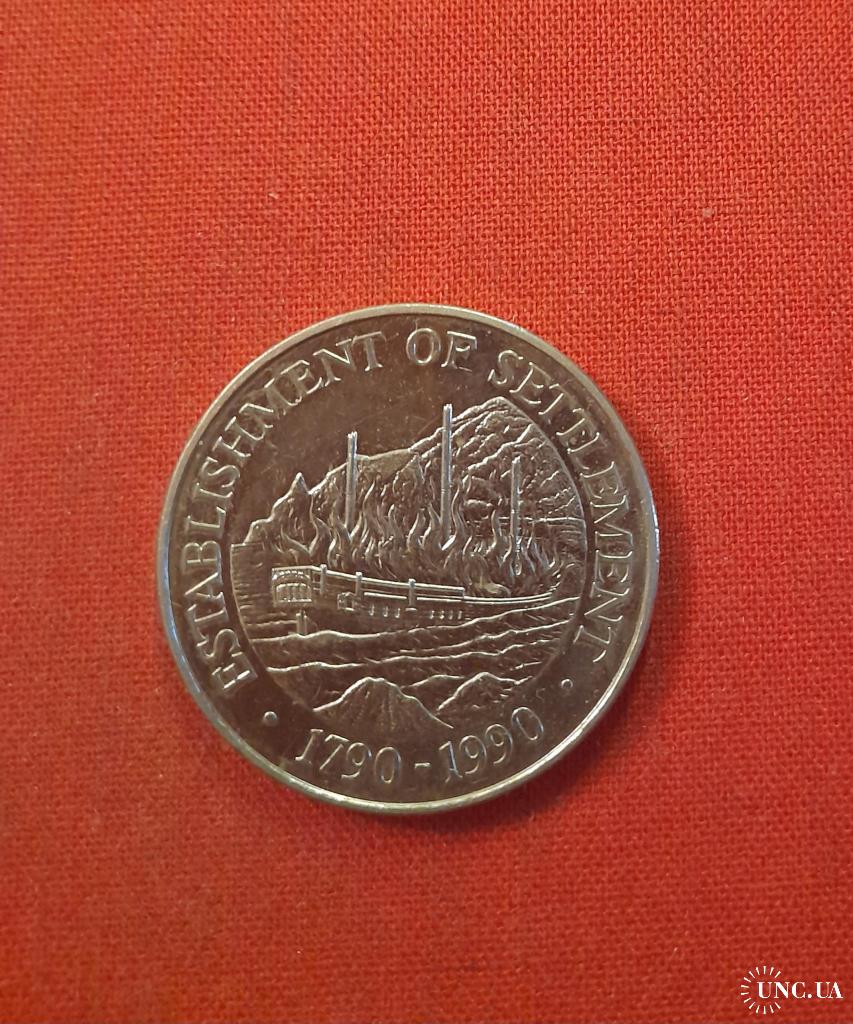 ESTABLISHMENT OF SETTLEMENT
• 1790 - 1990 •
UNC.UA